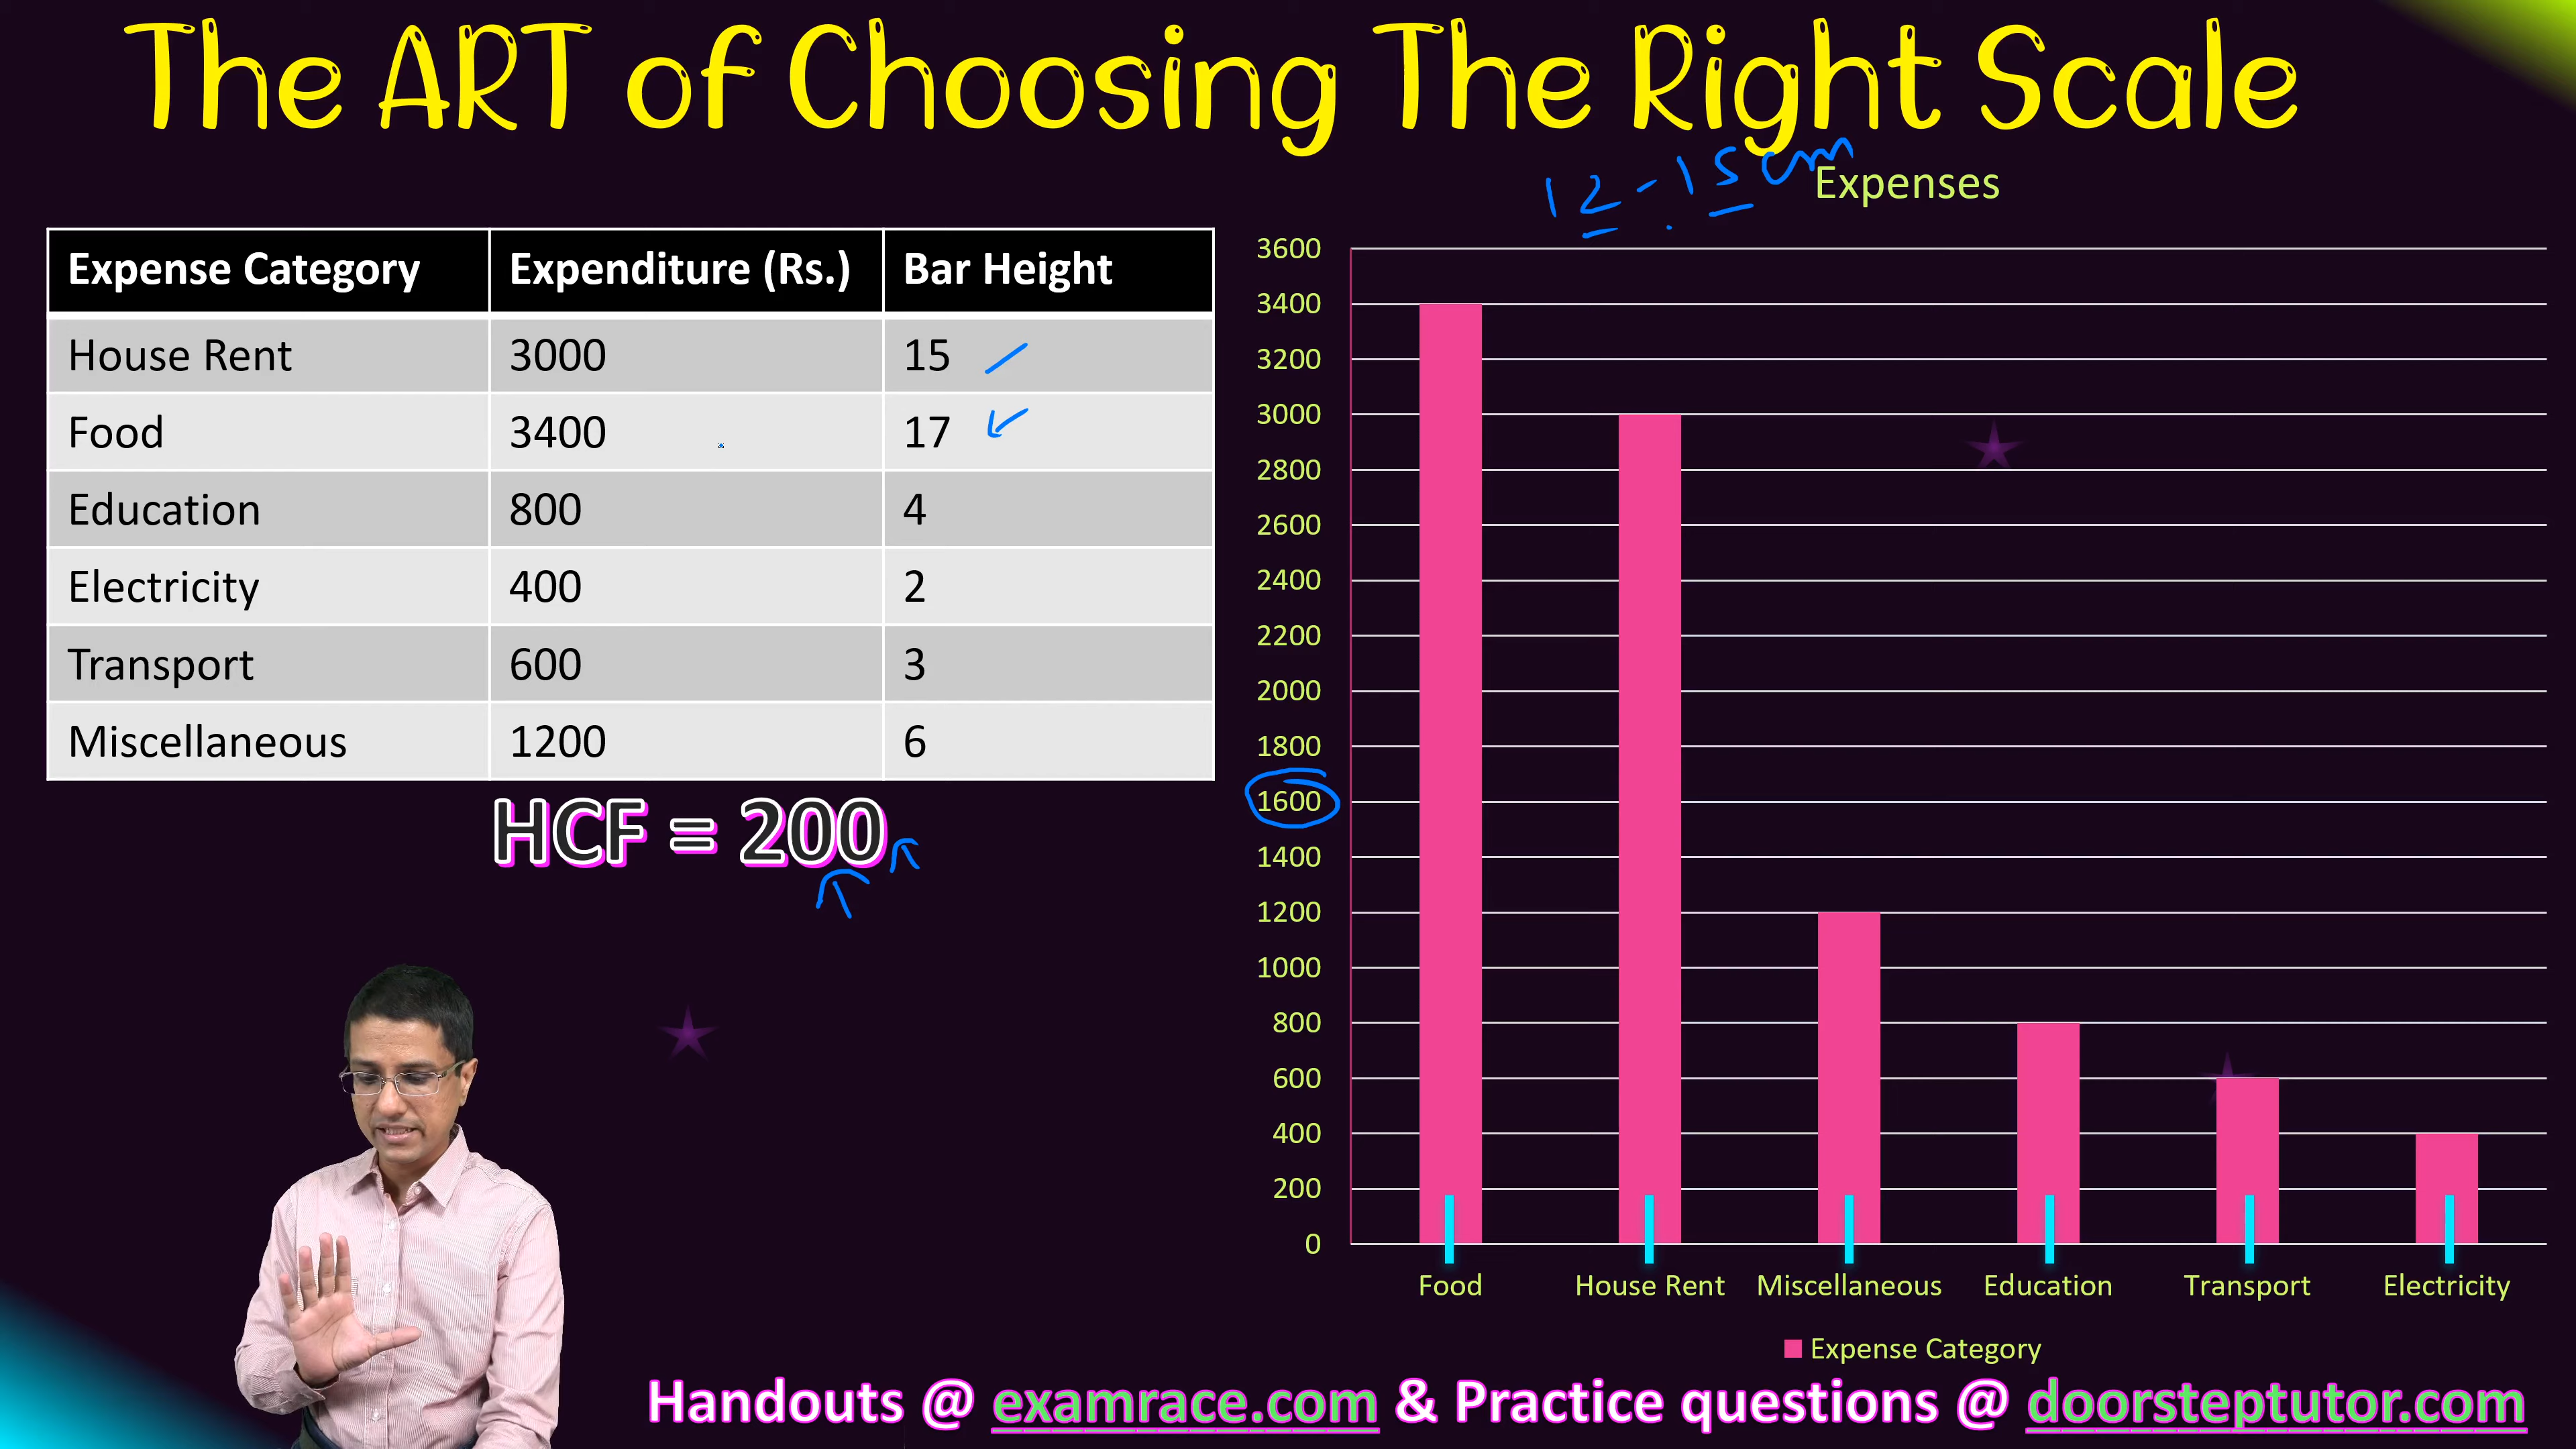 The ART of Choosing The Right Scale
12-15cm
Expense Category Expenditure (Rs.) Bar Height
House Rent 3000 15
Food 3400 17
Education 800 4
Electricity 400 2
Transport 600 3
Miscellaneous 1200 6
HCF = 200
Expenses
3600
3400
3200
3000
2800
2600
2400
2200
2000
1800
1600
1400
1200
1000
800
600
400
200
0
Food House Rent Miscellaneous Education Transport Electricity
Expense Category
Handouts @ examrace.com & Practice questions @ doorsteptutor.com